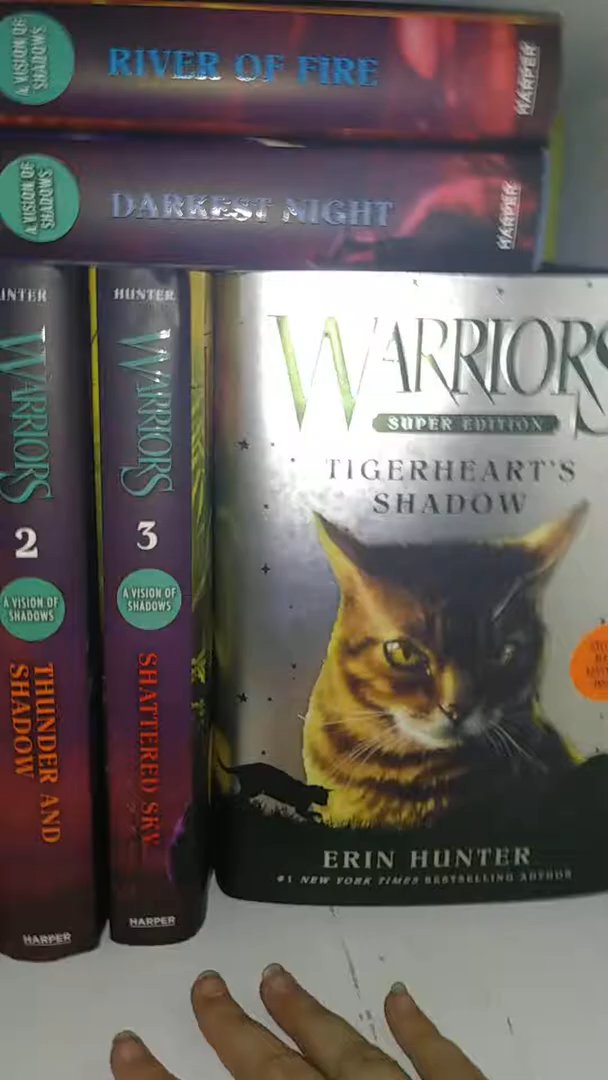 A VISION OF
SHADOWS
RIVER OF FIRE
HARPER
A VISION OF
SHADOWS
DARKEST NIGHT
HARPER
UNTER
WARRIORS
2
A VISION OF
SHADOWS
THUNDER AND
SHADOW
HARPER
HUNTER
WARRIORS
3
A VISION OF
SHADOWS
SHATTERED SKY
HARPER
WARRIORS
SUPER EDITION
TIGERHEART'S
SHADOW
ERIN HUNTER
#1 NEW YORK TIMES BESTSELLING AUTHOR